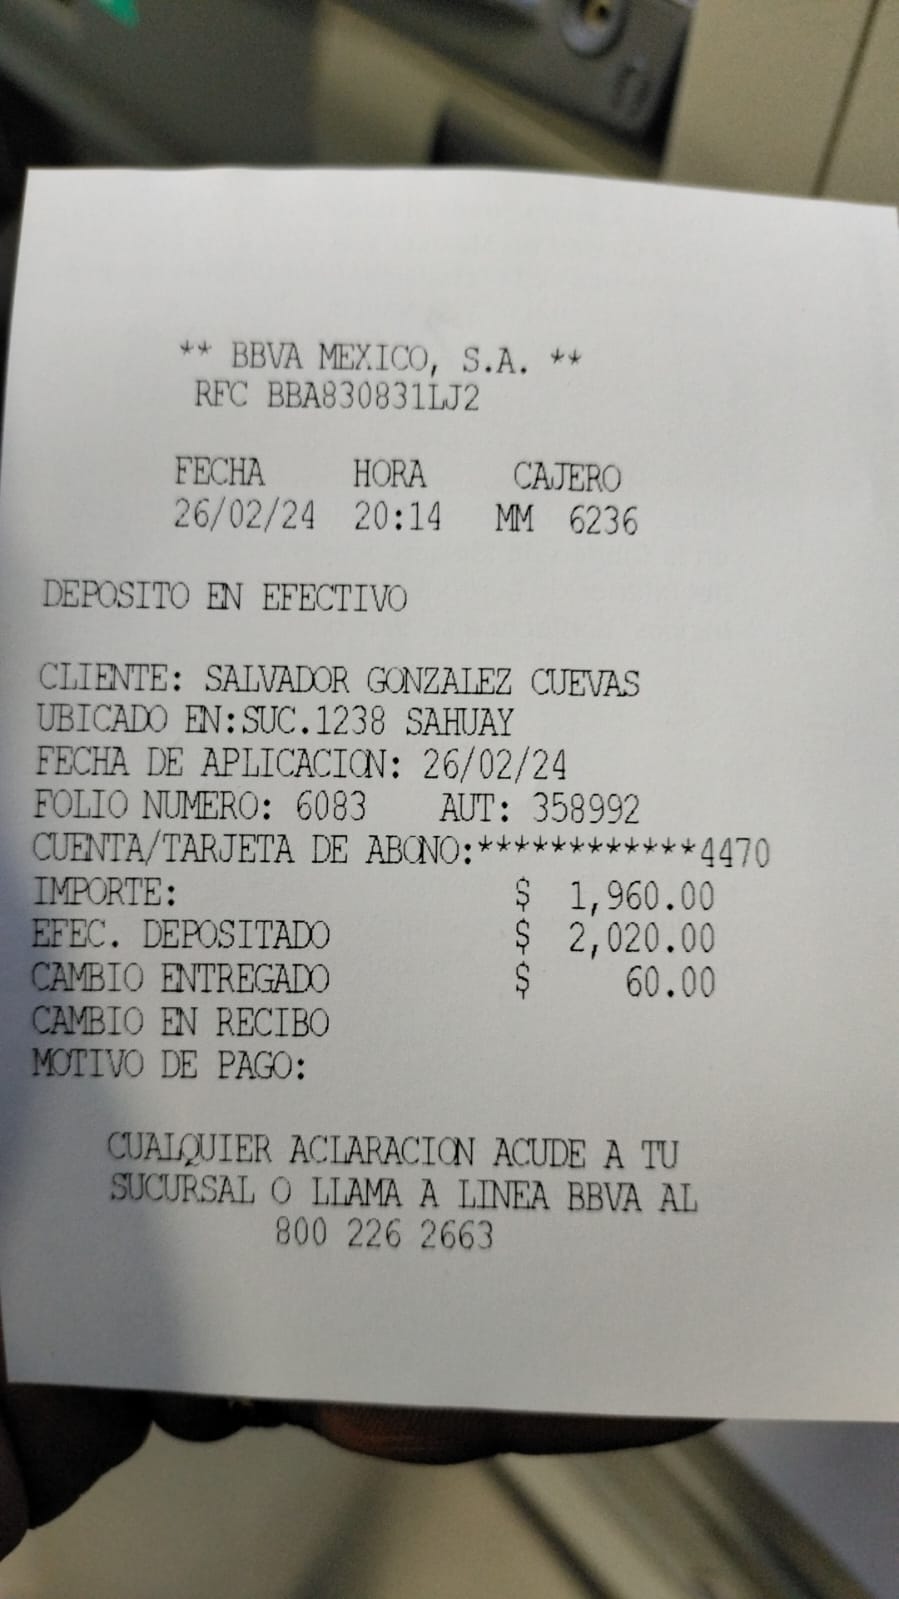 ** BBVA MEXICO, S.A. **
RFC BBA830831LJ2
FECHA HORA CAJERO
26/02/24 20:14 MM 6236
DEPOSITO EN EFECTIVO
CLIENTE: SALVADOR GONZALEZ CUEVAS
UBICADO EN:SUC.1238 SAHUAY
FECHA DE APLICACION: 26/02/24
FOLIO NUMERO: 6083 AUT: 358992
CUENTA/TARJETA DE ABONO:************4470
IMPORTE: $ 1,960.00
EFEC. DEPOSITADO $ 2,020.00
CAMBIO ENTREGADO $ 60.00
CAMBIO EN RECIBO
MOTIVO DE PAGO:
CUALQUIER ACLARACION ACUDE A TU
SUCURSAL O LLAMA A LINEA BBVA AL
800 226 2663